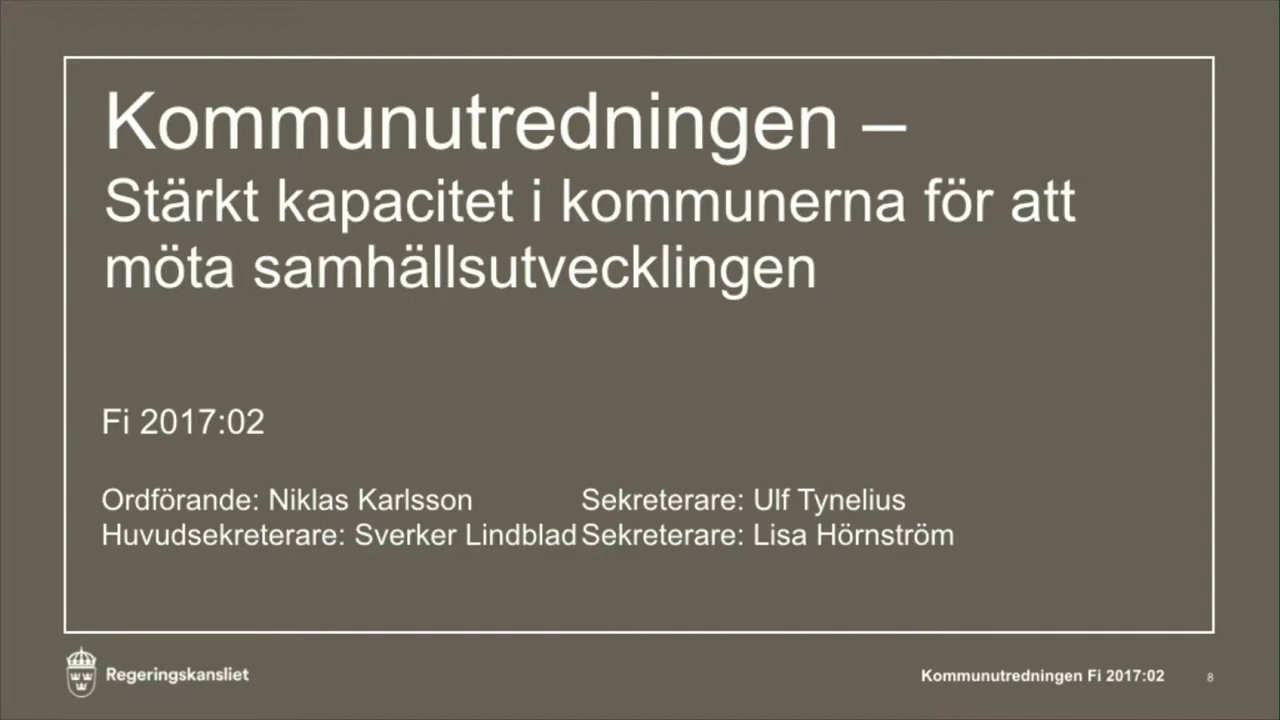 Kommunutredningen –
Stärkt kapacitet i kommunerna för att
möta samhällsutvecklingen
Fi 2017:02
Ordförande: Niklas Karlsson Sekreterare: Ulf Tynelius
Huvudsekreterare: Sverker Lindblad Sekreterare: Lisa Hörnström
Regeringskansliet
Kommunutredningen Fi 2017:02 8